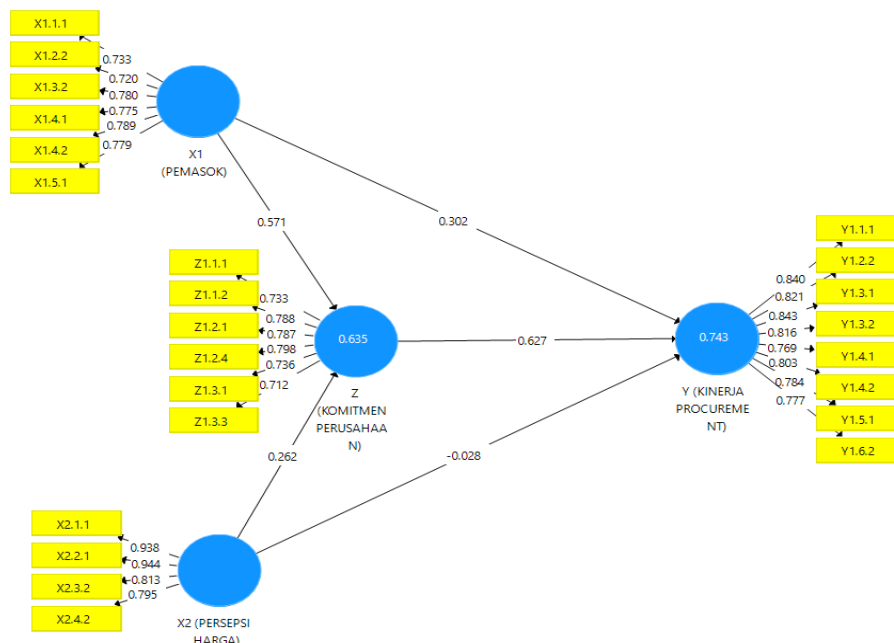 X1.1.1
X1.2.2
X1.3.2
X1.4.1
X1.4.2
X1.5.1
0.733
0.720
0.780
0.775
0.789
0.779
X1
(PEMASOK)
0.571
0.302
Z1.1.1
Z1.1.2
Z1.2.1
Z1.2.4
Z1.3.1
Z1.3.3
0.733
0.788
0.787
0.798
0.736
0.712
0.635
Z
(KOMITMEN
PERUSAHAA
N)
0.627
0.743
Y (KINERJA
PROCUREME
NT)
0.840
0.821
0.843
0.816
0.769
0.803
0.784
0.777
Y1.1.1
Y1.2.2
Y1.3.1
Y1.3.2
Y1.4.1
Y1.4.2
Y1.5.1
Y1.6.2
0.262
-0.028
X2.1.1
X2.2.1
X2.3.2
X2.4.2
0.938
0.944
0.813
0.795
X2 (PERSEPSI
HARGA)